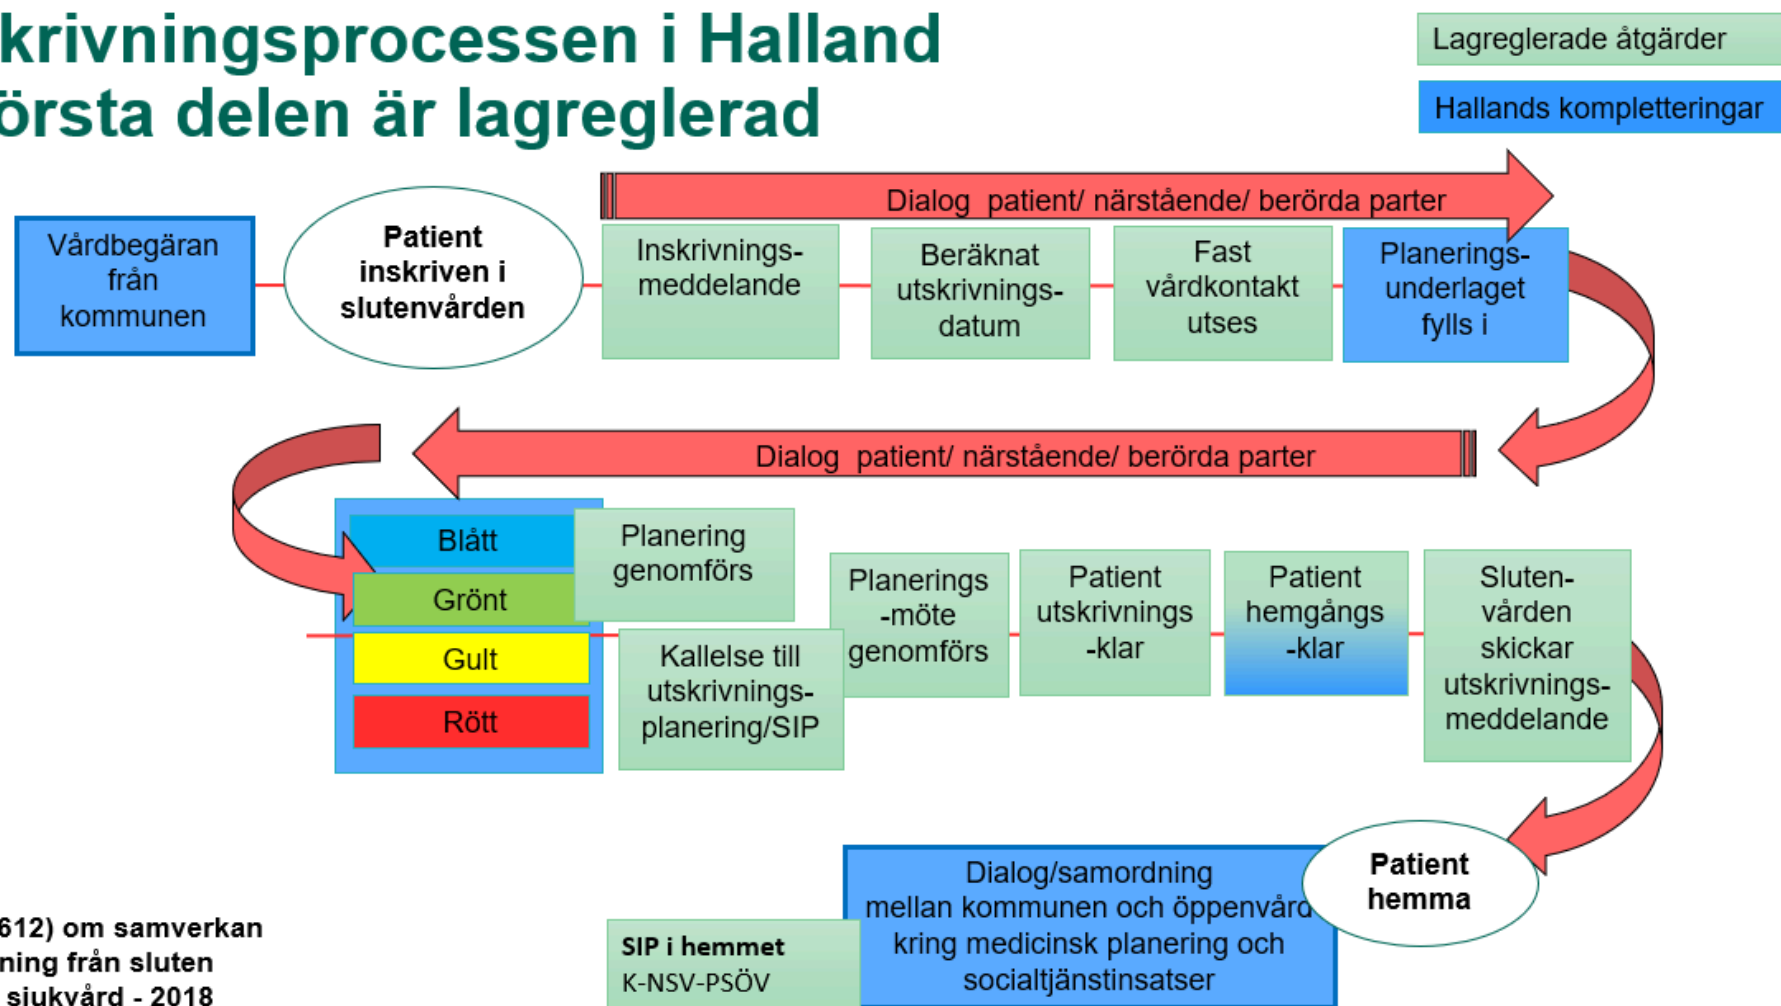 krivningsprocessen i Halland
örsta delen är lagreglerad
Lagreglerade åtgärder
Hallands kompletteringar
Dialog patient/ närstående/ berörda parter
Vårdbegäran
från
kommunen
Patient
inskriven i
slutenvården
Inskrivnings-
meddelande
Beräknat
utskrivnings-
datum
Fast
vårdkontakt
utses
Planerings-
underlaget
fylls i
Dialog patient/ närstående/ berörda parter
Blått
Grönt
Gult
Rött
Planering
genomförs
Kallelse till
utskrivnings-
planering/SIP
Planerings
-möte
genomförs
Patient
utskrivnings
-klar
Patient
hemgångs
-klar
Sluten-
vården
skickar
utskrivnings-
meddelande
Patient
hemma
Dialog/samordning
mellan kommunen och öppenvård
kring medicinsk planering och
socialtjänstinsatser
SIP i hemmet
K-NSV-PSÖV
612) om samverkan
ning från sluten
sjukvård - 2018